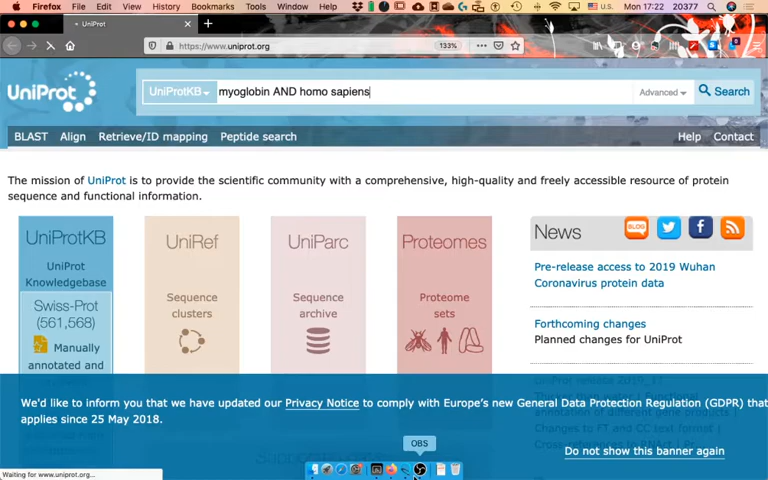 Firefox File Edit View History Bookmarks Tools Window Help U.S. Mon 17:22 20377
UniProt
https://www.uniprot.org 133%
UniProt
UniProtKB myoglobin AND homo sapiens Advanced Search
BLAST Align Retrieve/ID mapping Peptide search Help Contact
The mission of UniProt is to provide the scientific community with a comprehensive, high-quality and freely accessible resource of protein
sequence and functional information.
UniProtKB
UniProt
Knowledgebase
Swiss-Prot
(561,568)
Manually
annotated and
UniRef
Sequence
clusters
UniParc
Sequence
archive
Proteomes
Proteome
sets
News
BLOG
Pre-release access to 2019 Wuhan
Coronavirus protein data
Forthcoming changes
Planned changes for UniProt
We'd like to inform you that we have updated our Privacy Notice to comply with Europe's new General Data Protection Regulation (GDPR) that
applies since 25 May 2018.
Do not show this banner again
OBS
Waiting for www.uniprot.org...